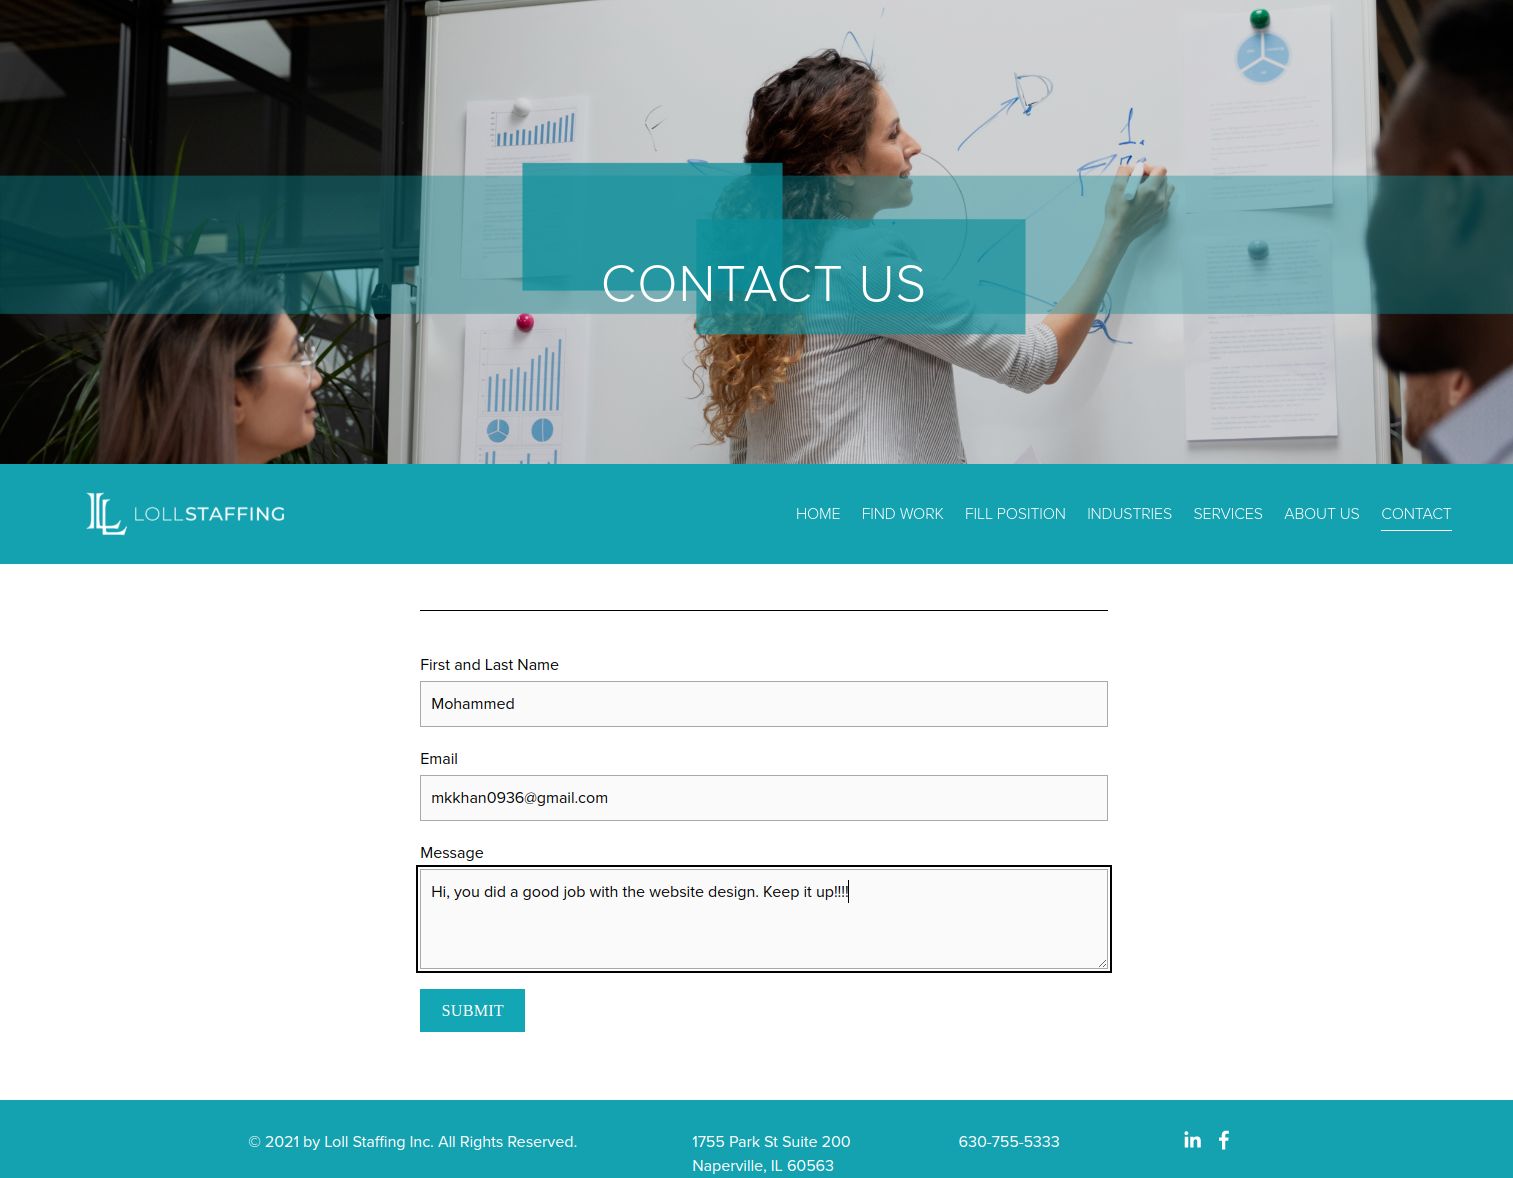 CONTACT US
LOLLSTAFFING
HOME FIND WORK FILL POSITION INDUSTRIES SERVICES ABOUT US CONTACT
First and Last Name
Mohammed
Email
mkkhan0936@gmail.com
Message
Hi, you did a good job with the website design. Keep it up!!!!
SUBMIT
© 2021 by Loll Staffing Inc. All Rights Reserved.
1755 Park St Suite 200
Naperville, IL 60563
630-755-5333